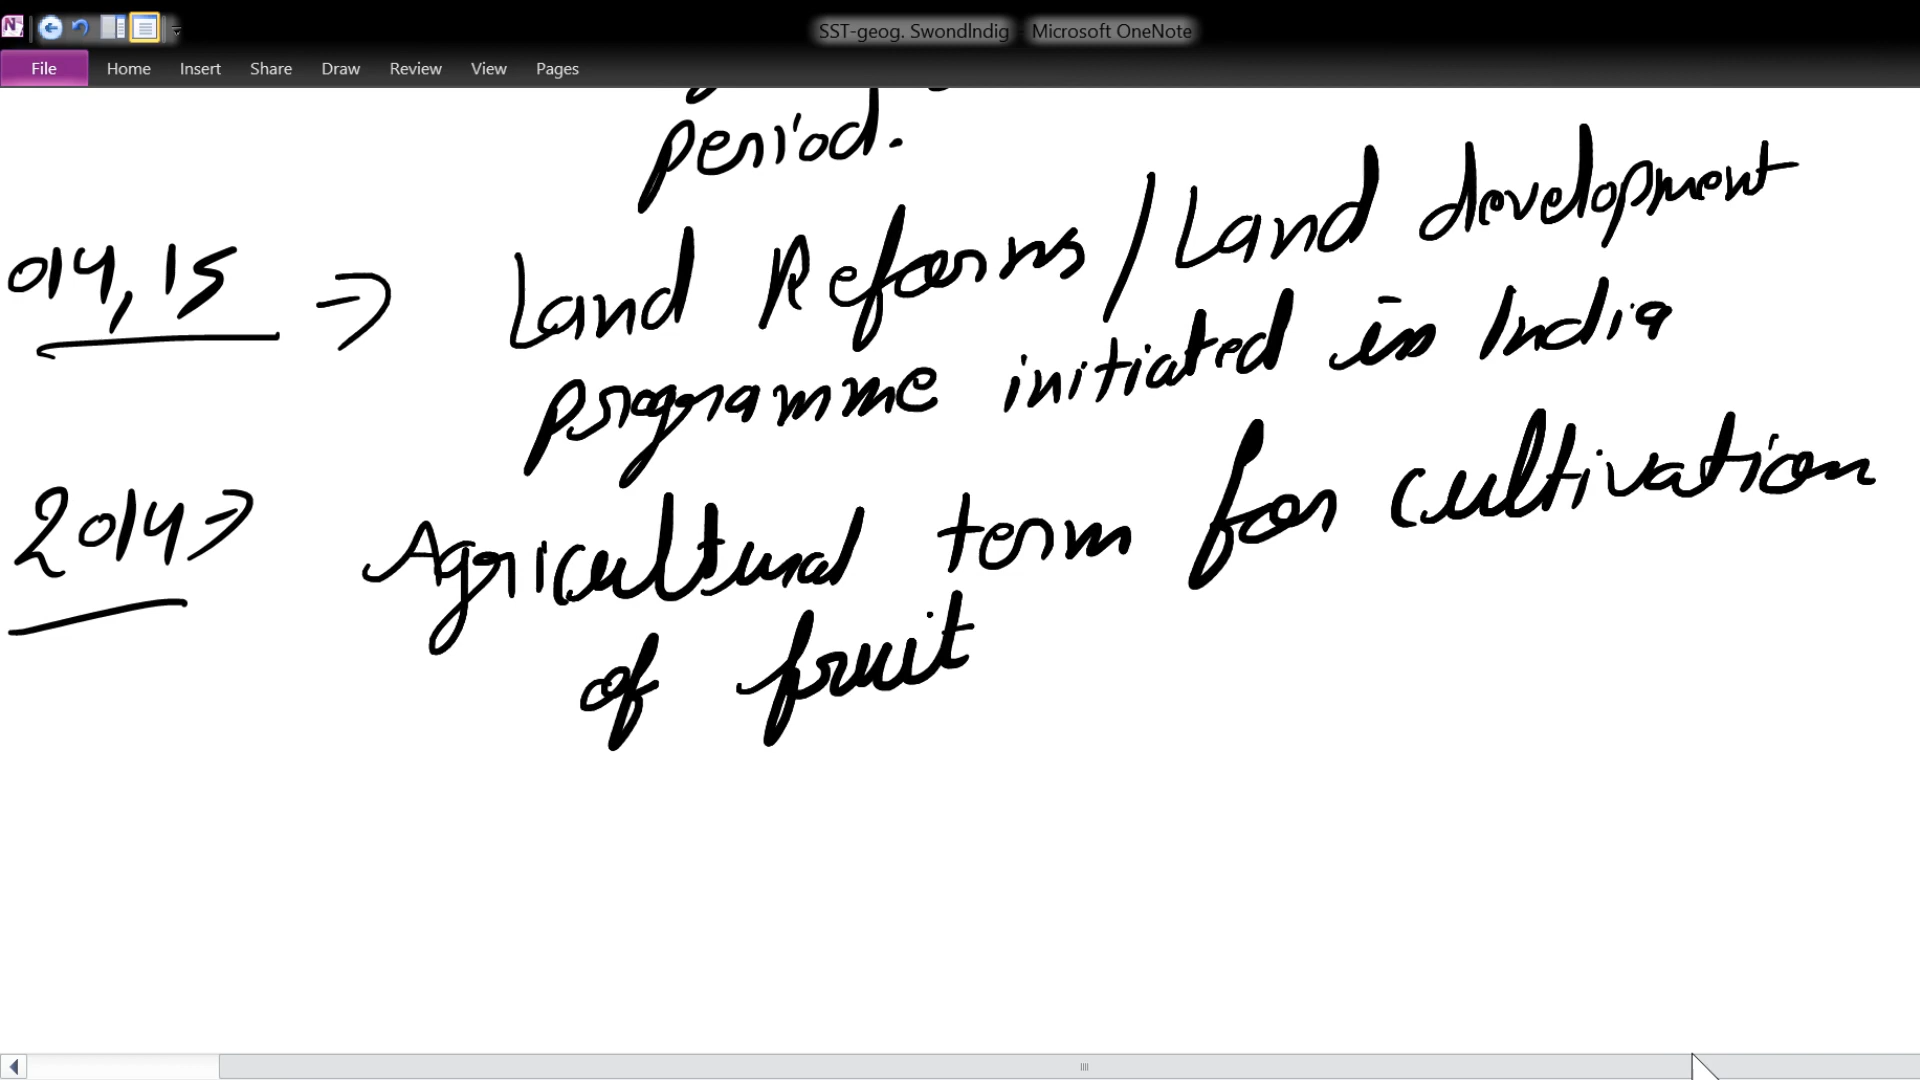 SST-geog. SwondIndig - Microsoft OneNote
File Home Insert Share Draw Review View Pages
period.
014,15 => Land Reforms/Land development
programme initiated in India
2014 => Agricultural term for cultivation
of fruit